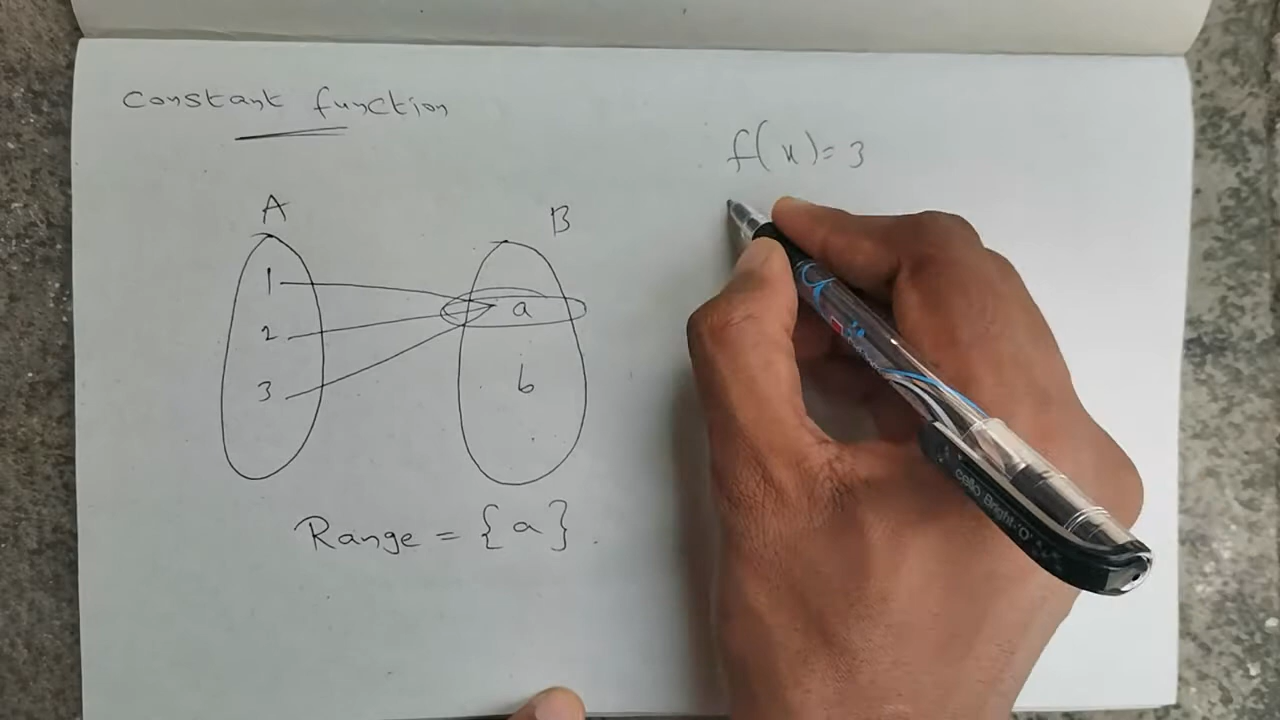 Constant function
f(x)= 3
A
B
1
a
2
b
3
Range = {a}.
cello Bright-'O'